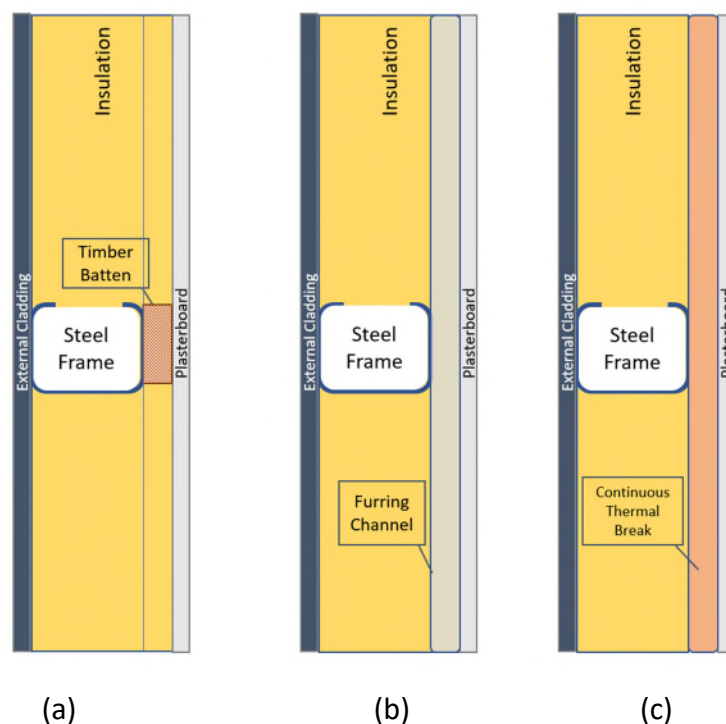 External Cladding
Insulation
Timber
Batten
Steel
Frame
Plasterboard
External Cladding
Insulation
Steel
Frame
Furring
Channel
Plasterboard
External Cladding
Insulation
Steel
Frame
Continuous
Thermal
Break
Plasterboard
(a)
(b)
(c)